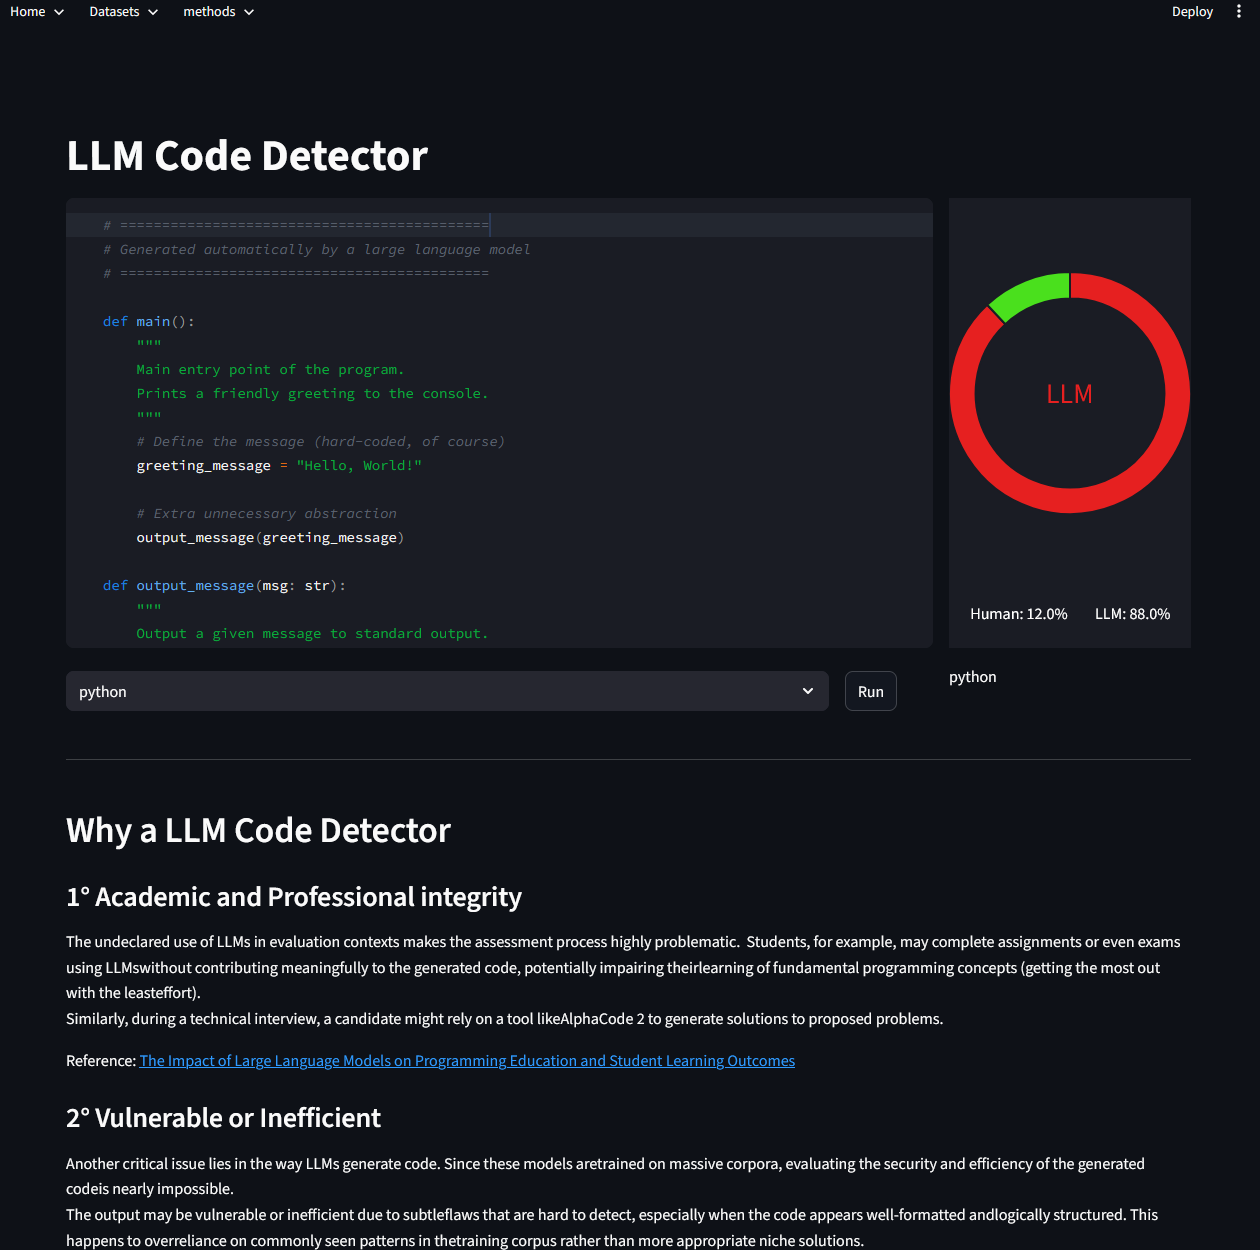 Home Datasets methods Deploy
LLM Code Detector
# ============================================
# Generated automatically by a large language model
# ============================================
def main():
"""
Main entry point of the program.
Prints a friendly greeting to the console.
"""
# Define the message (hard-coded, of course)
greeting_message = "Hello, World!"
# Extra unnecessary abstraction
output_message(greeting_message)
def output_message(msg: str):
"""
Output a given message to standard output.
LLM
Human: 12.0% LLM: 88.0%
python
Run
python
Why a LLM Code Detector
1° Academic and Professional integrity
The undeclared use of LLMs in evaluation contexts makes the assessment process highly problematic.  Students, for example, may complete assignments or even exams
using LLMswithout contributing meaningfully to the generated code, potentially impairing theirlearning of fundamental programming concepts (getting the most out
with the leasteffort).
Similarly, during a technical interview, a candidate might rely on a tool likeAlphaCode 2 to generate solutions to proposed problems.
Reference: The Impact of Large Language Models on Programming Education and Student Learning Outcomes
2° Vulnerable or Inefficient
Another critical issue lies in the way LLMs generate code. Since these models aretrained on massive corpora, evaluating the security and efficiency of the generated
codeis nearly impossible.
The output may be vulnerable or inefficient due to subtleflaws that are hard to detect, especially when the code appears well-formatted andlogically structured. This
happens to overreliance on commonly seen patterns in thetraining corpus rather than more appropriate niche solutions.